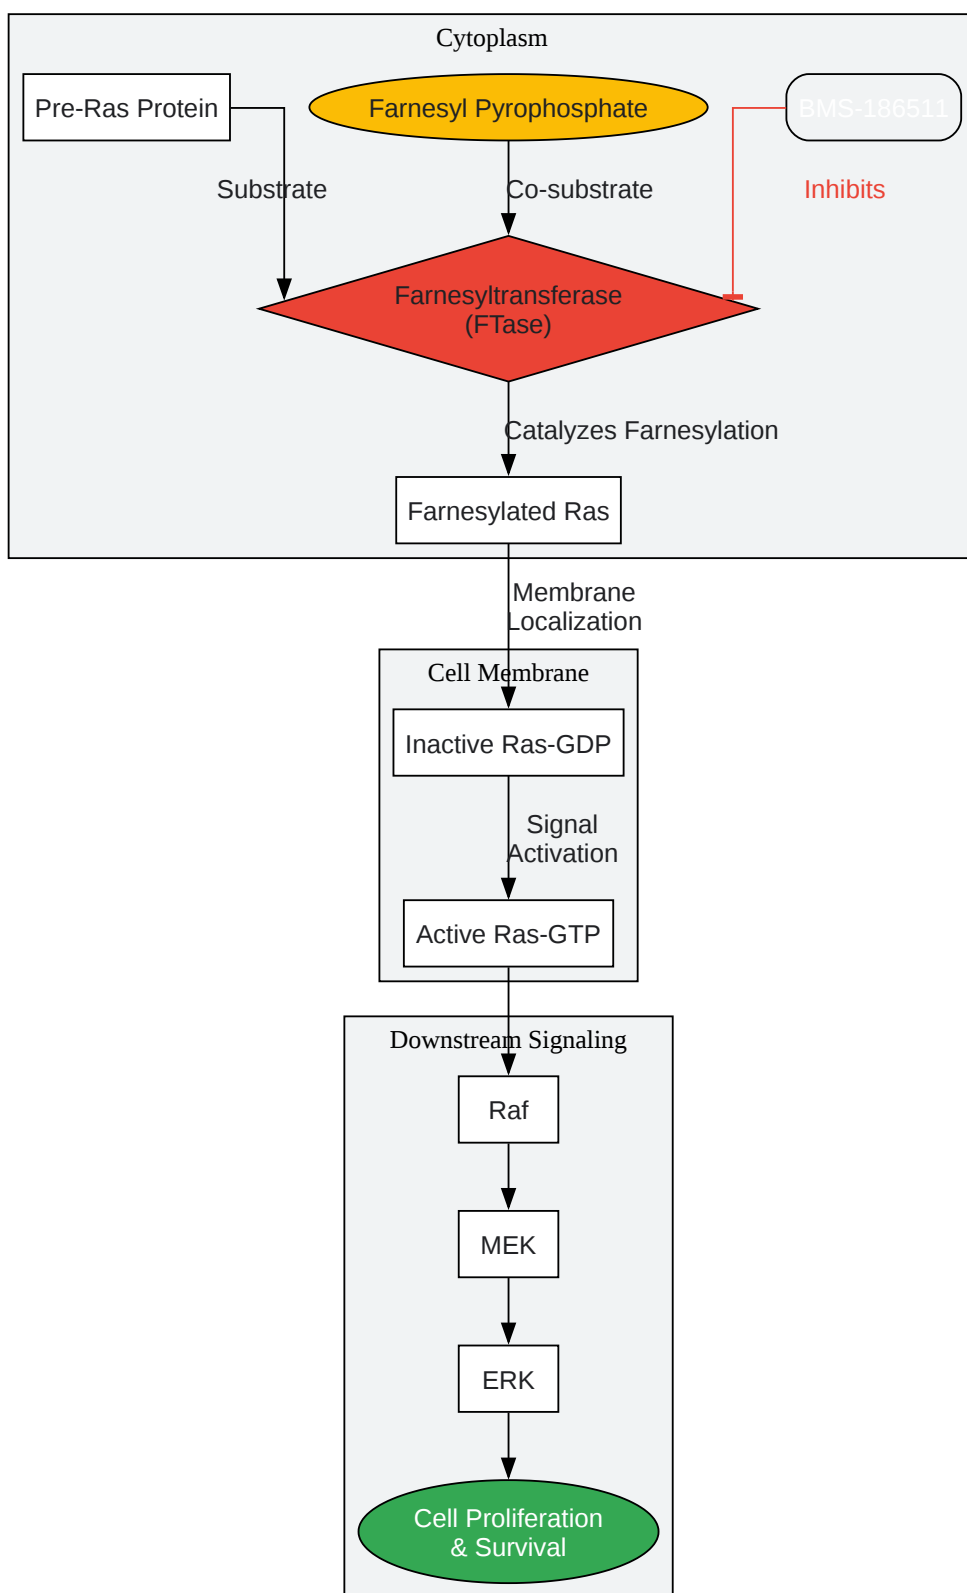 Cytoplasm
Pre-Ras Protein
Farnesyl Pyrophosphate
BMS-186511
Substrate
Co-substrate
Inhibits
Farnesyltransferase
(FTase)
Catalyzes Farnesylation
Farnesylated Ras
Membrane
Localization
Cell Membrane
Inactive Ras-GDP
Signal
Activation
Active Ras-GTP
Downstream Signaling
Raf
MEK
ERK
Cell Proliferation
& Survival